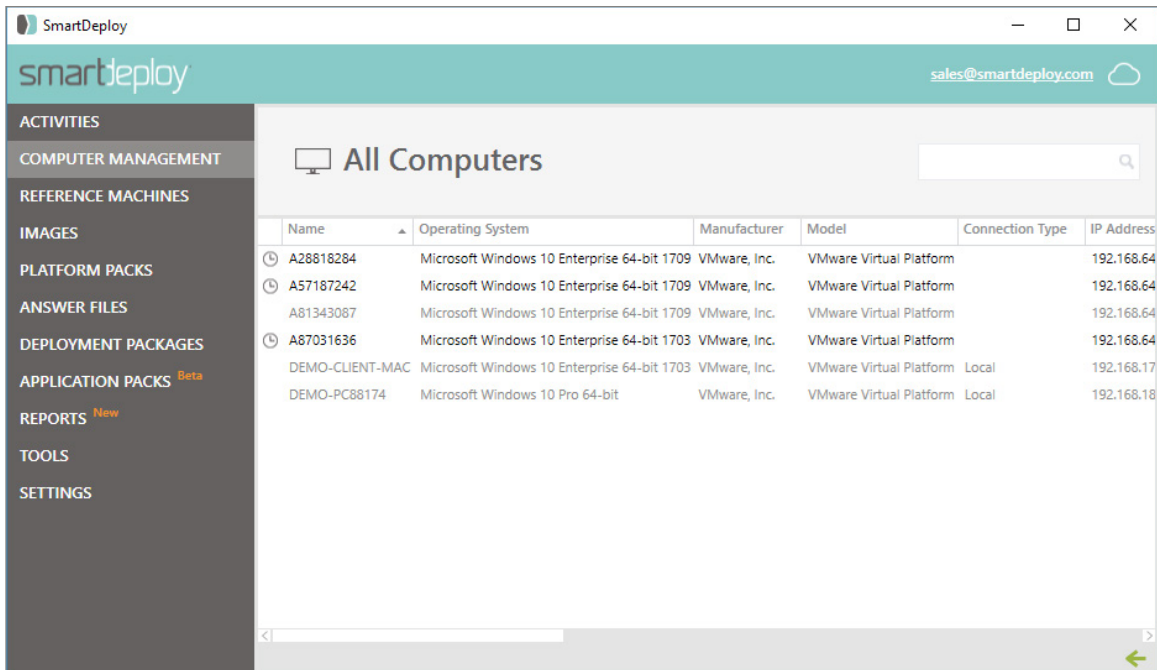 SmartDeploy
smartdeploy
sales@smartdeploy.com
ACTIVITIES
COMPUTER MANAGEMENT
REFERENCE MACHINES
IMAGES
PLATFORM PACKS
ANSWER FILES
DEPLOYMENT PACKAGES
APPLICATION PACKS Beta
REPORTS New
TOOLS
SETTINGS
All Computers
Name Operating System Manufacturer Model Connection Type IP Address
A28818284 Microsoft Windows 10 Enterprise 64-bit 1709 VMware, Inc. VMware Virtual Platform 192.168.64
A57187242 Microsoft Windows 10 Enterprise 64-bit 1709 VMware, Inc. VMware Virtual Platform 192.168.64
A81343087 Microsoft Windows 10 Enterprise 64-bit 1709 VMware, Inc. VMware Virtual Platform 192.168.64
A87031636 Microsoft Windows 10 Enterprise 64-bit 1703 VMware, Inc. VMware Virtual Platform 192.168.64
DEMO-CLIENT-MAC Microsoft Windows 10 Enterprise 64-bit 1703 VMware, Inc. VMware Virtual Platform Local 192.168.17
DEMO-PC88174 Microsoft Windows 10 Pro 64-bit VMware, Inc. VMware Virtual Platform Local 192.168.18